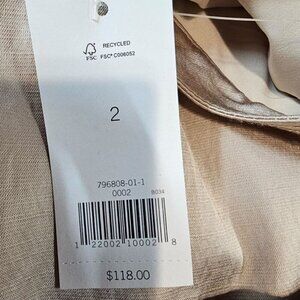 RECYCLED
FSC FSC® C006052
2
796808-01-1
0002 B034
1 22002 10002 8
$118.00